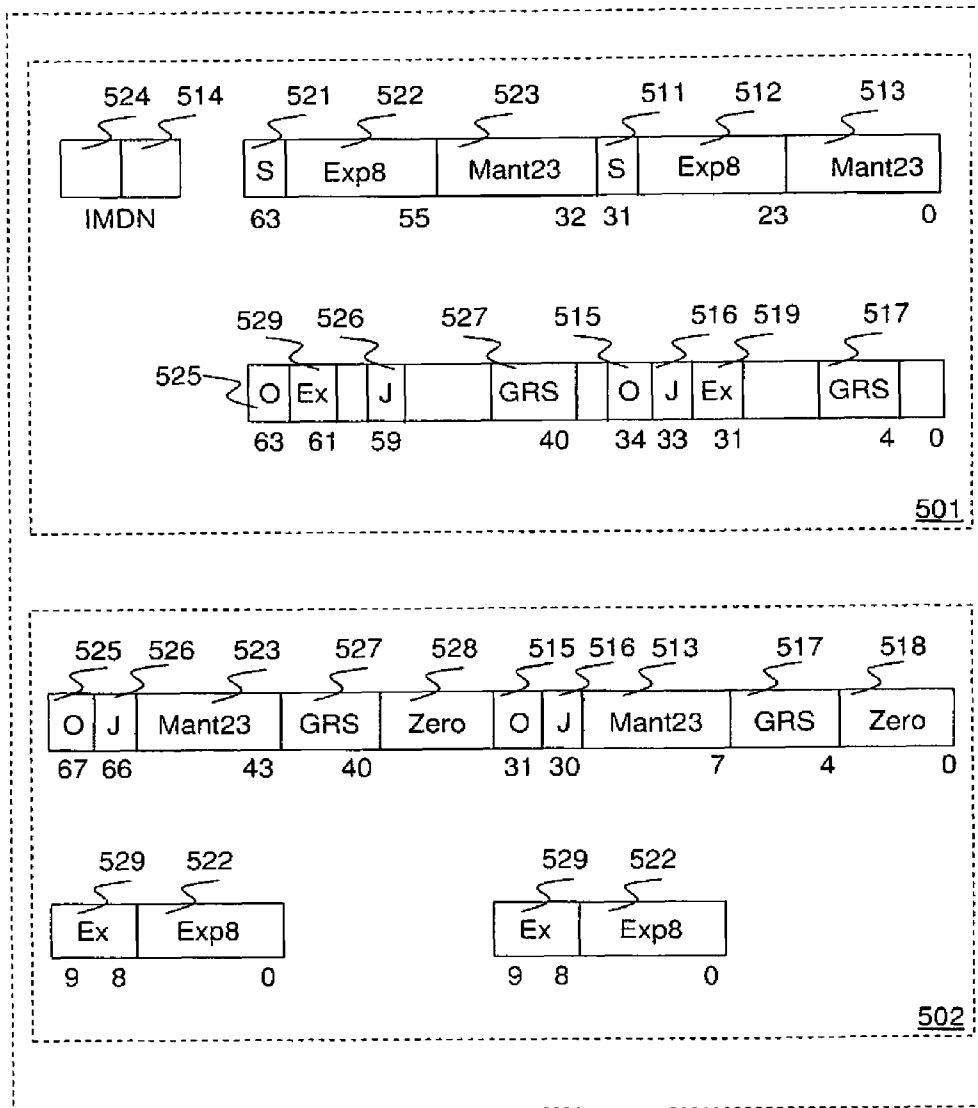 524 514 521 522 523 511 512 513
S Exp8 Mant23 S Exp8 Mant23
IMDN 63 55 32 31 23 0
529 526 527 515 516 519 517
525 O Ex J GRS O J Ex GRS
63 61 59 40 34 33 31 4 0
501
525 526 523 527 528 515 516 513 517 518
O J Mant23 GRS Zero O J Mant23 GRS Zero
67 66 43 40 31 30 7 4 0
529 522 529 522
Ex Exp8 Ex Exp8
9 8 0 9 8 0
502